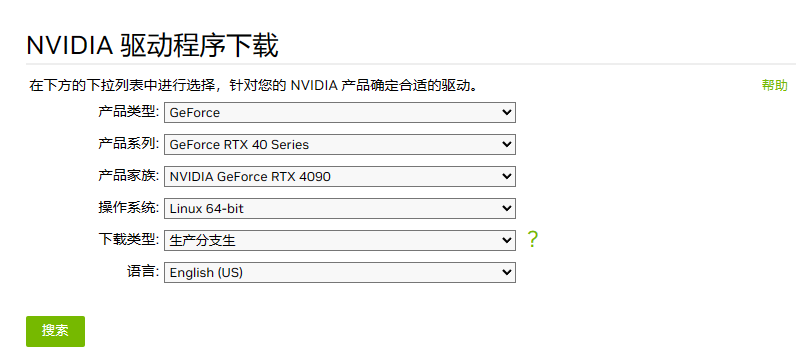 NVIDIA 驱动程序下载
在下方的下拉列表中进行选择，针对您的 NVIDIA 产品确定合适的驱动。 帮助
产品类型: GeForce
产品系列: GeForce RTX 40 Series
产品家族: NVIDIA GeForce RTX 4090
操作系统: Linux 64-bit
下载类型: 生产分支生 ?
语言: English (US)
搜索